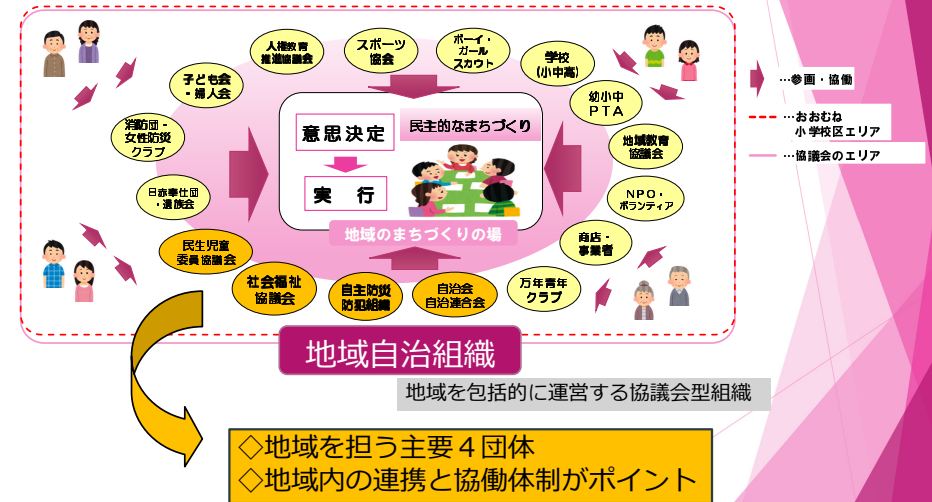 人権教育
推進協議会
スポーツ
協会
ボーイ・
ガール
スカウト
学校
(小中高)
子ども会
・婦人会
幼小中
PTA
消防団・
女性防災
クラブ
地域教育
協議会
日赤奉仕団
・遺族会
NPO・
ボランティア
民生児童
委員協議会
商店・
事業者
社会福祉
協議会
自主防災
防犯組織
自治会
自治連合会
万年青年
クラブ
意思決定
実 行
民主的なまちづくり
地域のまちづくりの場
…参画・協働
…おおむね
小学校区エリア
…協議会のエリア
地域自治組織
地域を包括的に運営する協議会型組織
◇地域を担う主要4団体
◇地域内の連携と協働体制がポイント